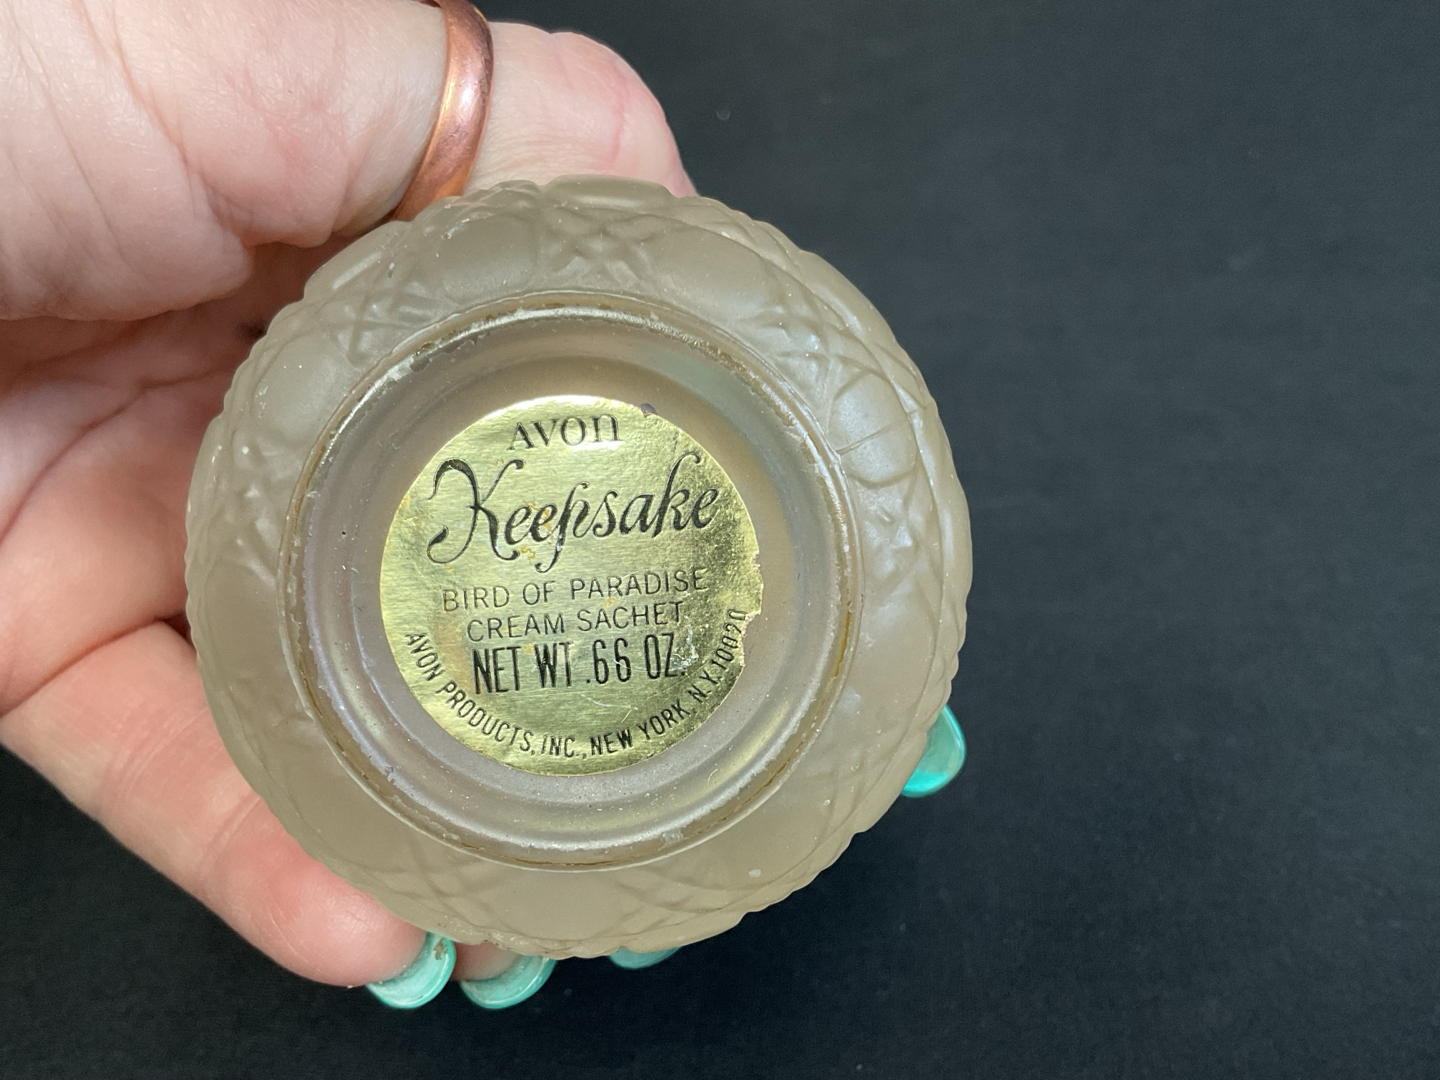 AVON
Keepsake
BIRD OF PARADISE
CREAM SACHET
NET WT .66 OZ.
AVON PRODUCTS, INC., NEW YORK, N.Y. 10020